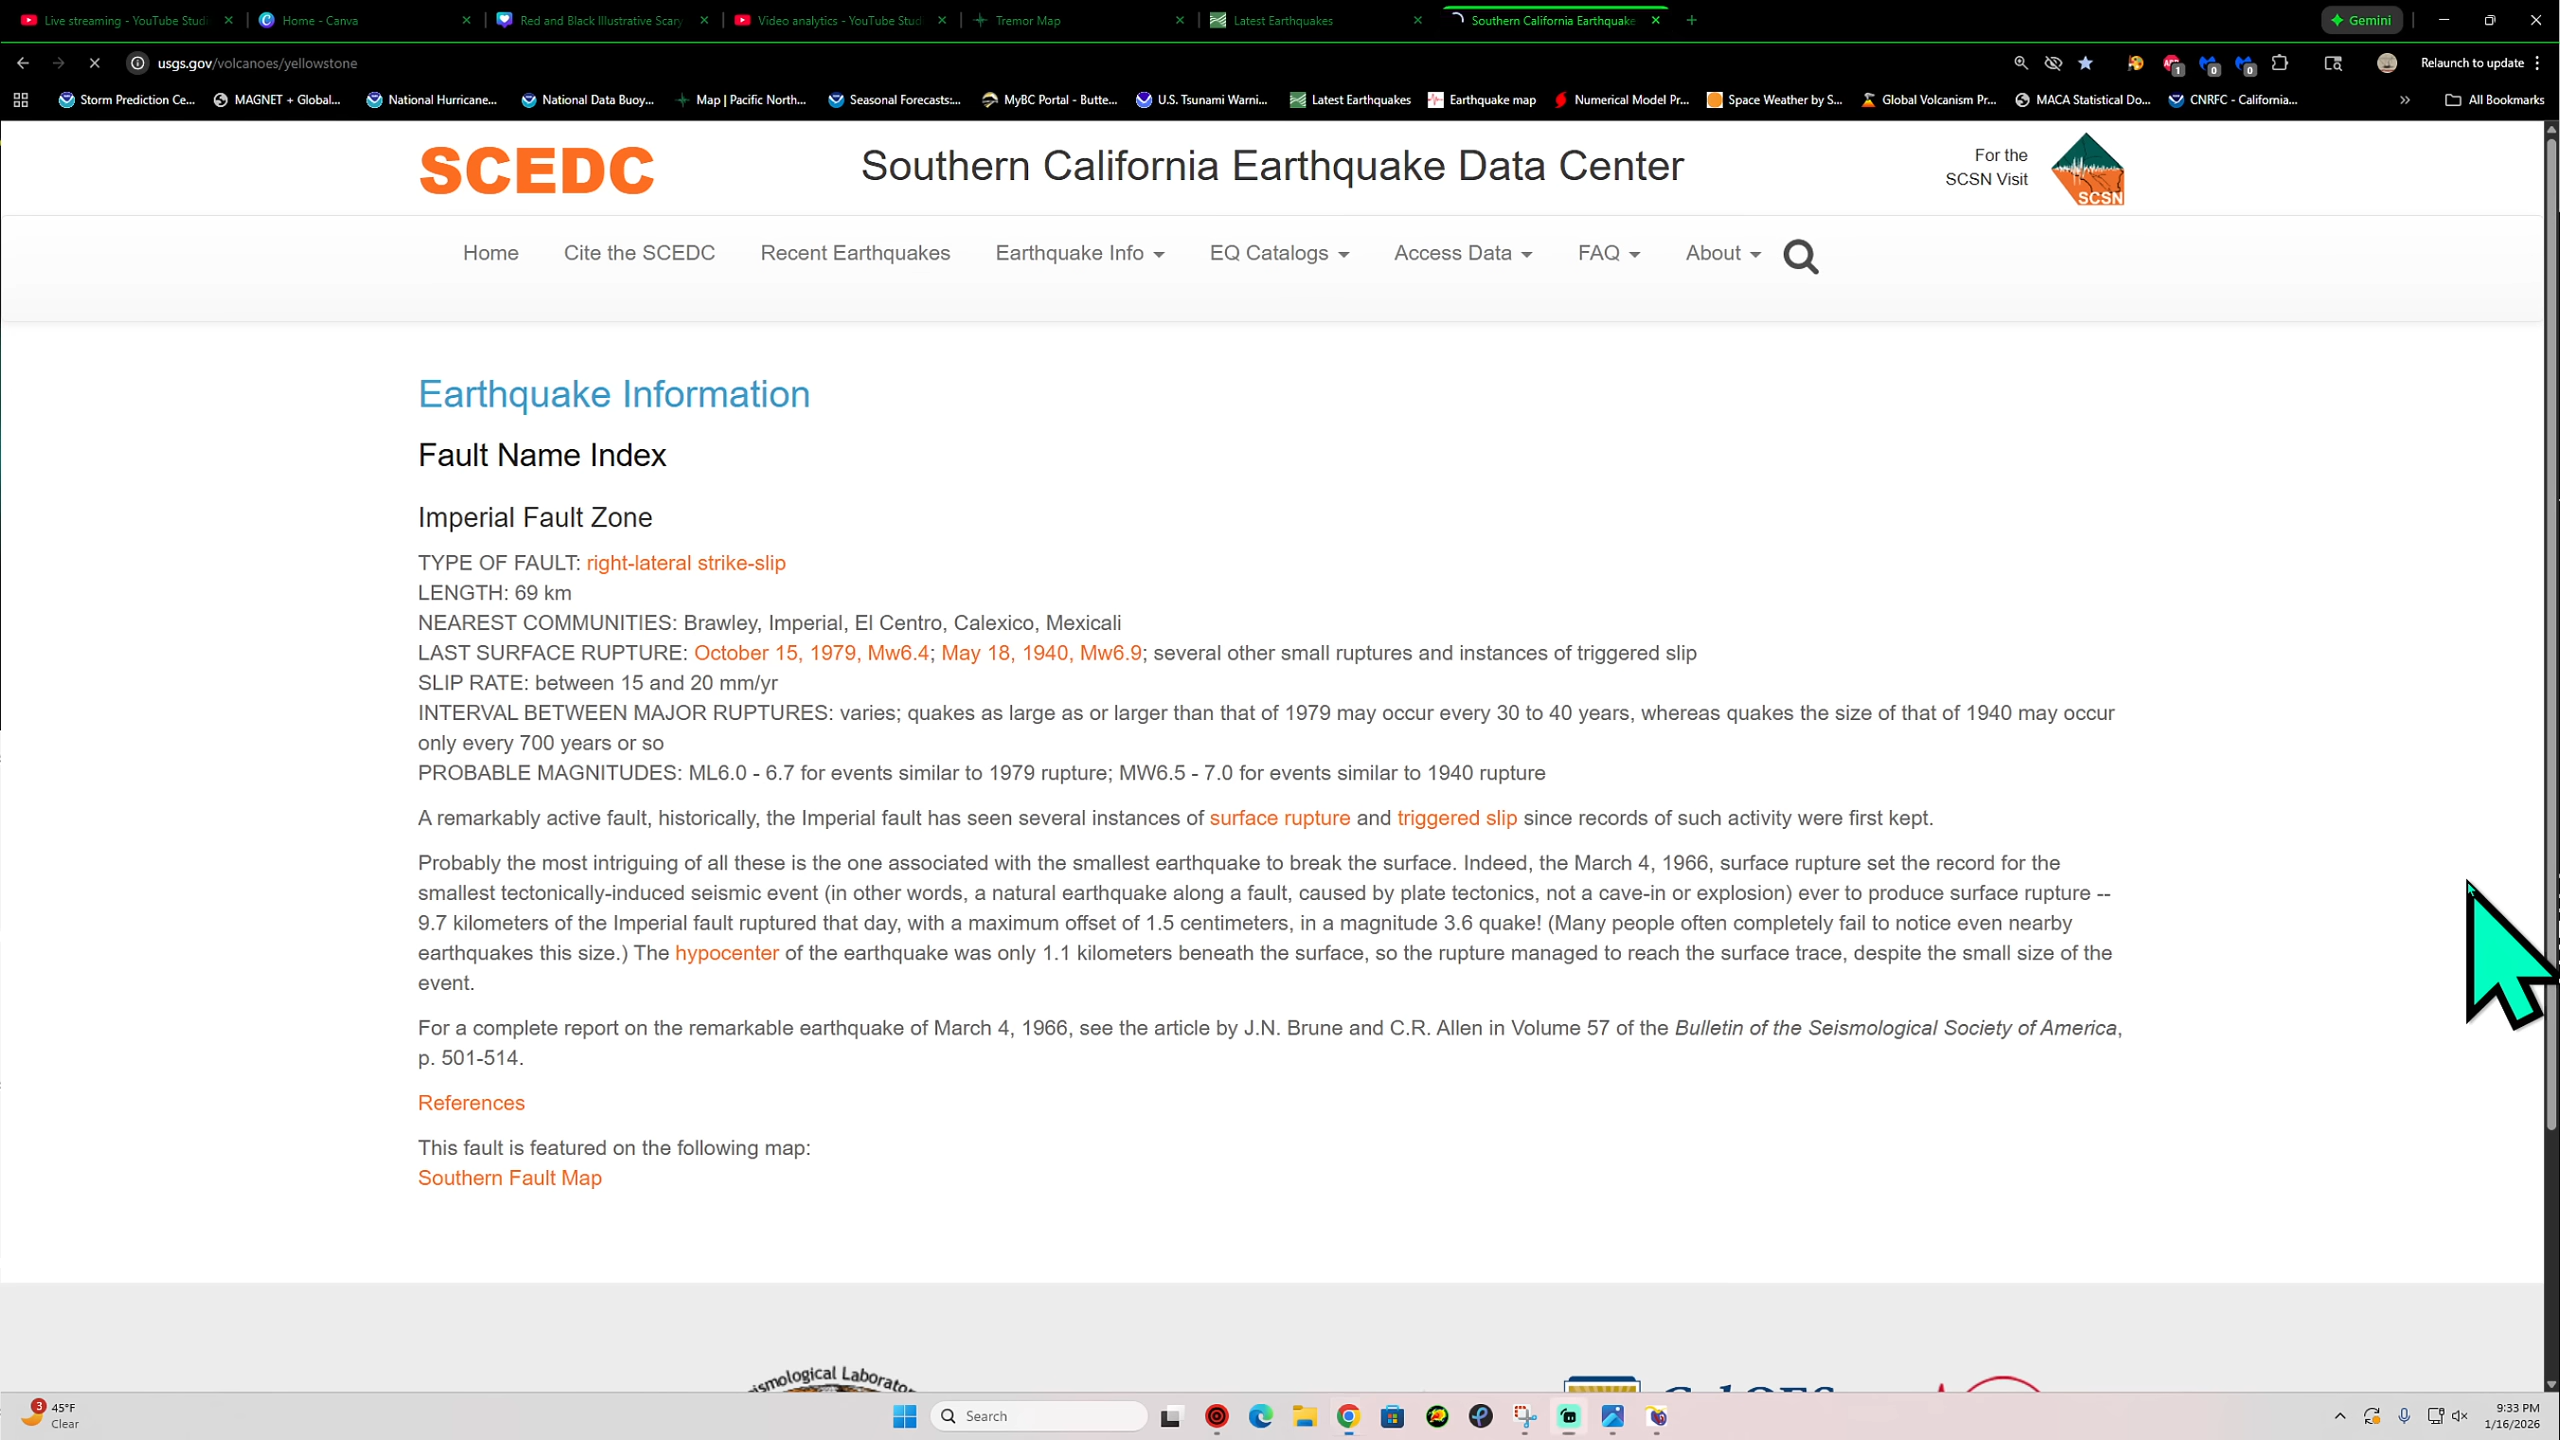 Live streaming - YouTube Studi
Home - Canva
Red and Black Illustrative Scary
Video analytics - YouTube Stud
Tremor Map
Latest Earthquakes
Southern California Earthquake
Gemini
usgs.gov/volcanoes/yellowstone
1
0
0
Relaunch to update
Storm Prediction Ce...
MAGNET + Global...
National Hurricane...
National Data Buoy...
Map | Pacific North...
Seasonal Forecasts:...
MyBC Portal - Butte...
U.S. Tsunami Warni...
Latest Earthquakes
Earthquake map
Numerical Model Pr...
Space Weather by S...
Global Volcanism Pr...
MACA Statistical Do...
CNRFC - California...
All Bookmarks
SCEDC
Southern California Earthquake Data Center
For the
SCSN Visit
SCSN
Home
Cite the SCEDC
Recent Earthquakes
Earthquake Info
EQ Catalogs
Access Data
FAQ
About
Earthquake Information
Fault Name Index
Imperial Fault Zone
TYPE OF FAULT: right-lateral strike-slip
LENGTH: 69 km
NEAREST COMMUNITIES: Brawley, Imperial, El Centro, Calexico, Mexicali
LAST SURFACE RUPTURE: October 15, 1979, Mw6.4; May 18, 1940, Mw6.9; several other small ruptures and instances of triggered slip
SLIP RATE: between 15 and 20 mm/yr
INTERVAL BETWEEN MAJOR RUPTURES: varies; quakes as large as or larger than that of 1979 may occur every 30 to 40 years, whereas quakes the size of that of 1940 may occur
only every 700 years or so
PROBABLE MAGNITUDES: ML6.0 - 6.7 for events similar to 1979 rupture; MW6.5 - 7.0 for events similar to 1940 rupture
A remarkably active fault, historically, the Imperial fault has seen several instances of surface rupture and triggered slip since records of such activity were first kept.
Probably the most intriguing of all these is the one associated with the smallest earthquake to break the surface. Indeed, the March 4, 1966, surface rupture set the record for the
smallest tectonically-induced seismic event (in other words, a natural earthquake along a fault, caused by plate tectonics, not a cave-in or explosion) ever to produce surface rupture --
9.7 kilometers of the Imperial fault ruptured that day, with a maximum offset of 1.5 centimeters, in a magnitude 3.6 quake! (Many people often completely fail to notice even nearby
earthquakes this size.) The hypocenter of the earthquake was only 1.1 kilometers beneath the surface, so the rupture managed to reach the surface trace, despite the small size of the
event.
For a complete report on the remarkable earthquake of March 4, 1966, see the article by J.N. Brune and C.R. Allen in Volume 57 of the Bulletin of the Seismological Society of America,
p. 501-514.
References
This fault is featured on the following map:
Southern Fault Map
smological Laborato
3
45°F
Clear
Search
9:33 PM
1/16/2026